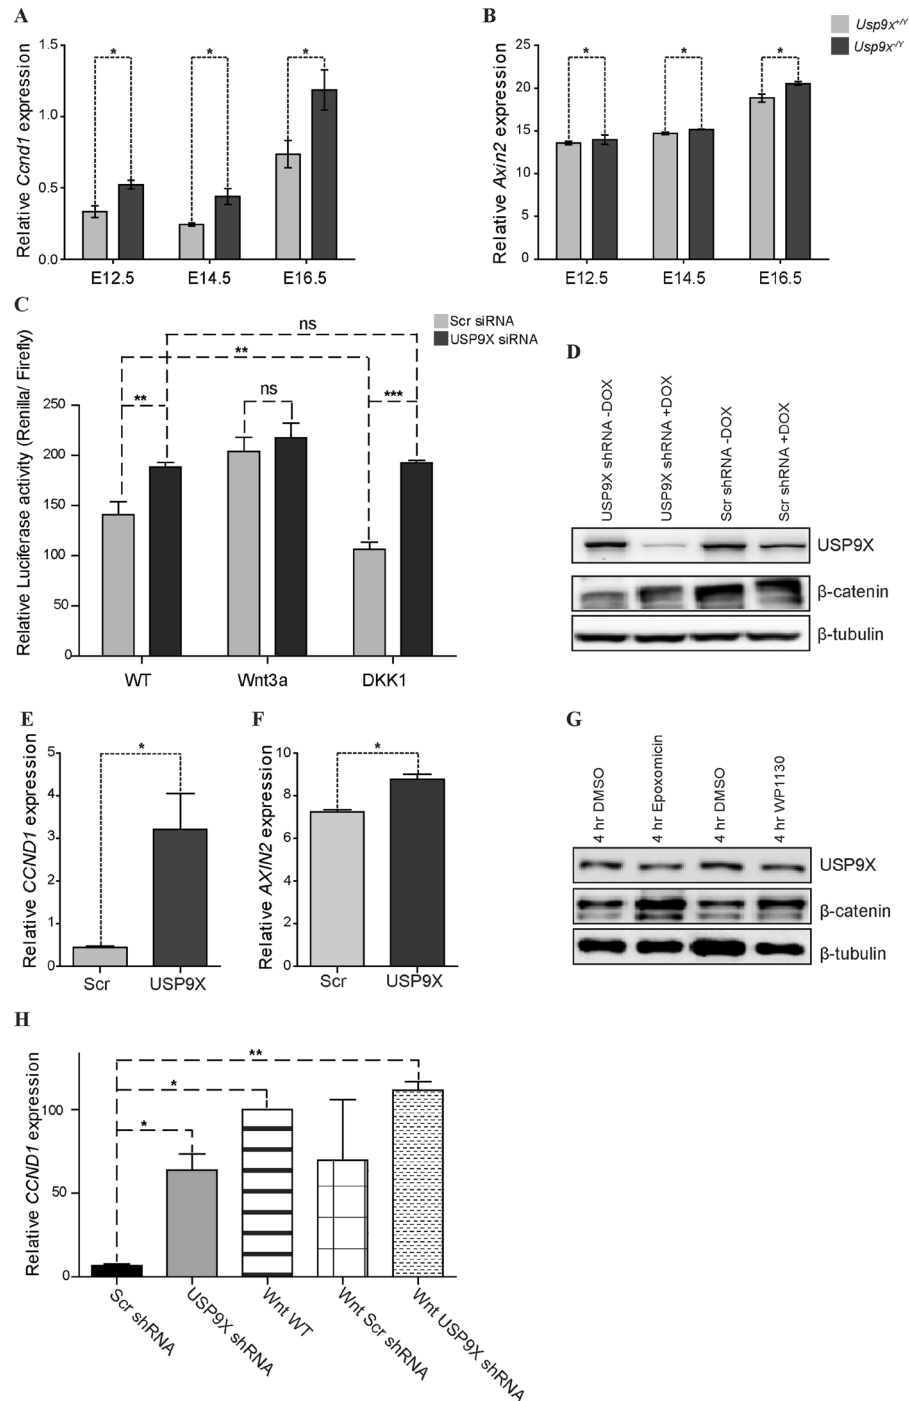 A
Relative Ccnd1 expression
1.5
1.0
0.5
0.0
* * *
E12.5 E14.5 E16.5
B
Usp9x+/Y
Usp9x-/Y
Relative Axin2 expression
25
20
15
10
5
0
* * *
E12.5 E14.5 E16.5
C
Scr siRNA
USP9X siRNA
Relative Luciferase activity (Renilla/ Firefly)
250
200
150
100
50
0
ns
**
** ns ***
WT Wnt3a DKK1
D
USP9X shRNA -DOX
USP9X shRNA +DOX
Scr shRNA -DOX
Scr shRNA +DOX
USP9X
β-catenin
β-tubulin
E
Relative CCND1 expression
5
4
3
2
1
0
*
Scr USP9X
F
Relative AXIN2 expression
10
8
6
4
2
0
*
Scr USP9X
G
4 hr DMSO
4 hr Epoxomicin
4 hr DMSO
4 hr WP1130
USP9X
β-catenin
β-tubulin
H
Relative CCND1 expression
100
50
0
**
*
*
Scr shRNA
USP9X shRNA
Wnt WT
Wnt Scr shRNA
Wnt USP9X shRNA